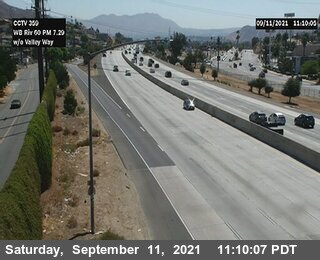 CCTV 359
WB Riv 60 PM 7.29
w/o Valley Way
09/11/2021 11:10:05
Saturday, September 11, 2021 11:10:07 PDT